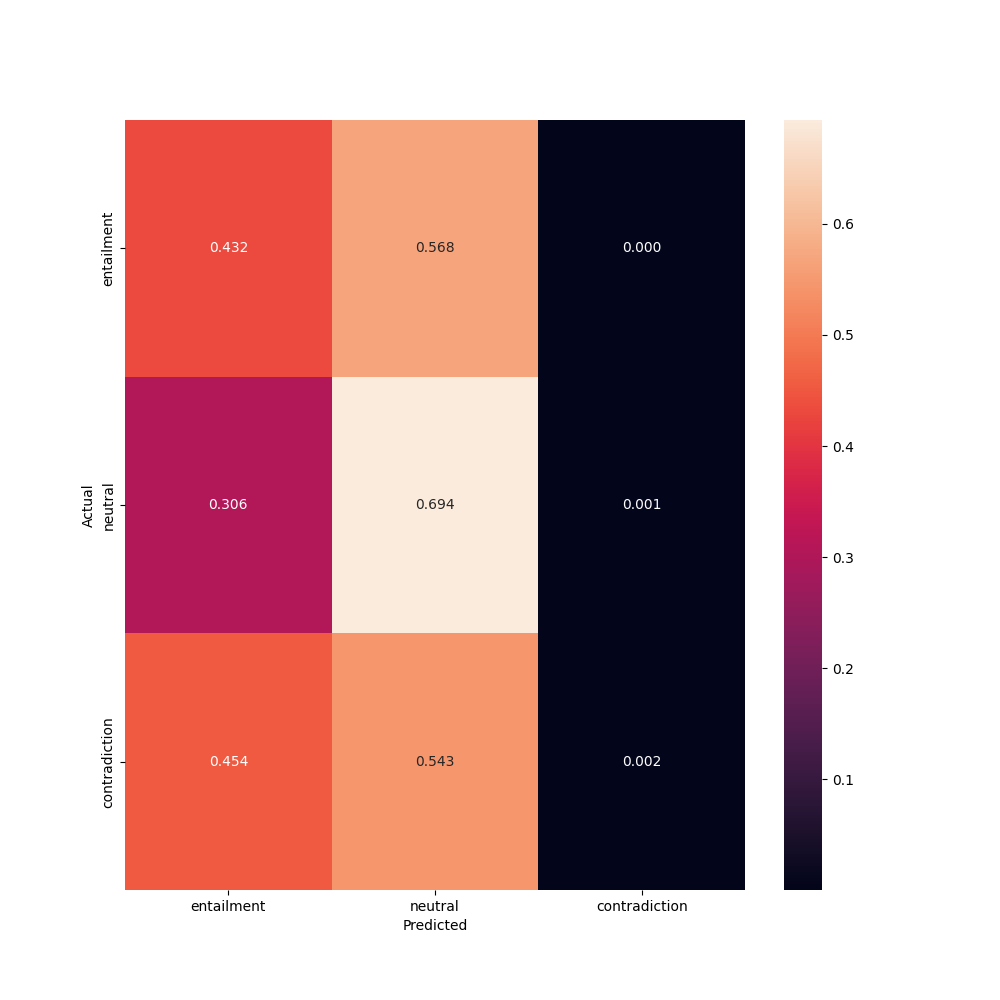 entailment
0.432 0.568 0.000
0.6
0.5
Actual
neutral
0.306 0.694 0.001
0.4
0.3
0.2
contradiction
0.454 0.543 0.002
0.1
entailment neutral contradiction
Predicted